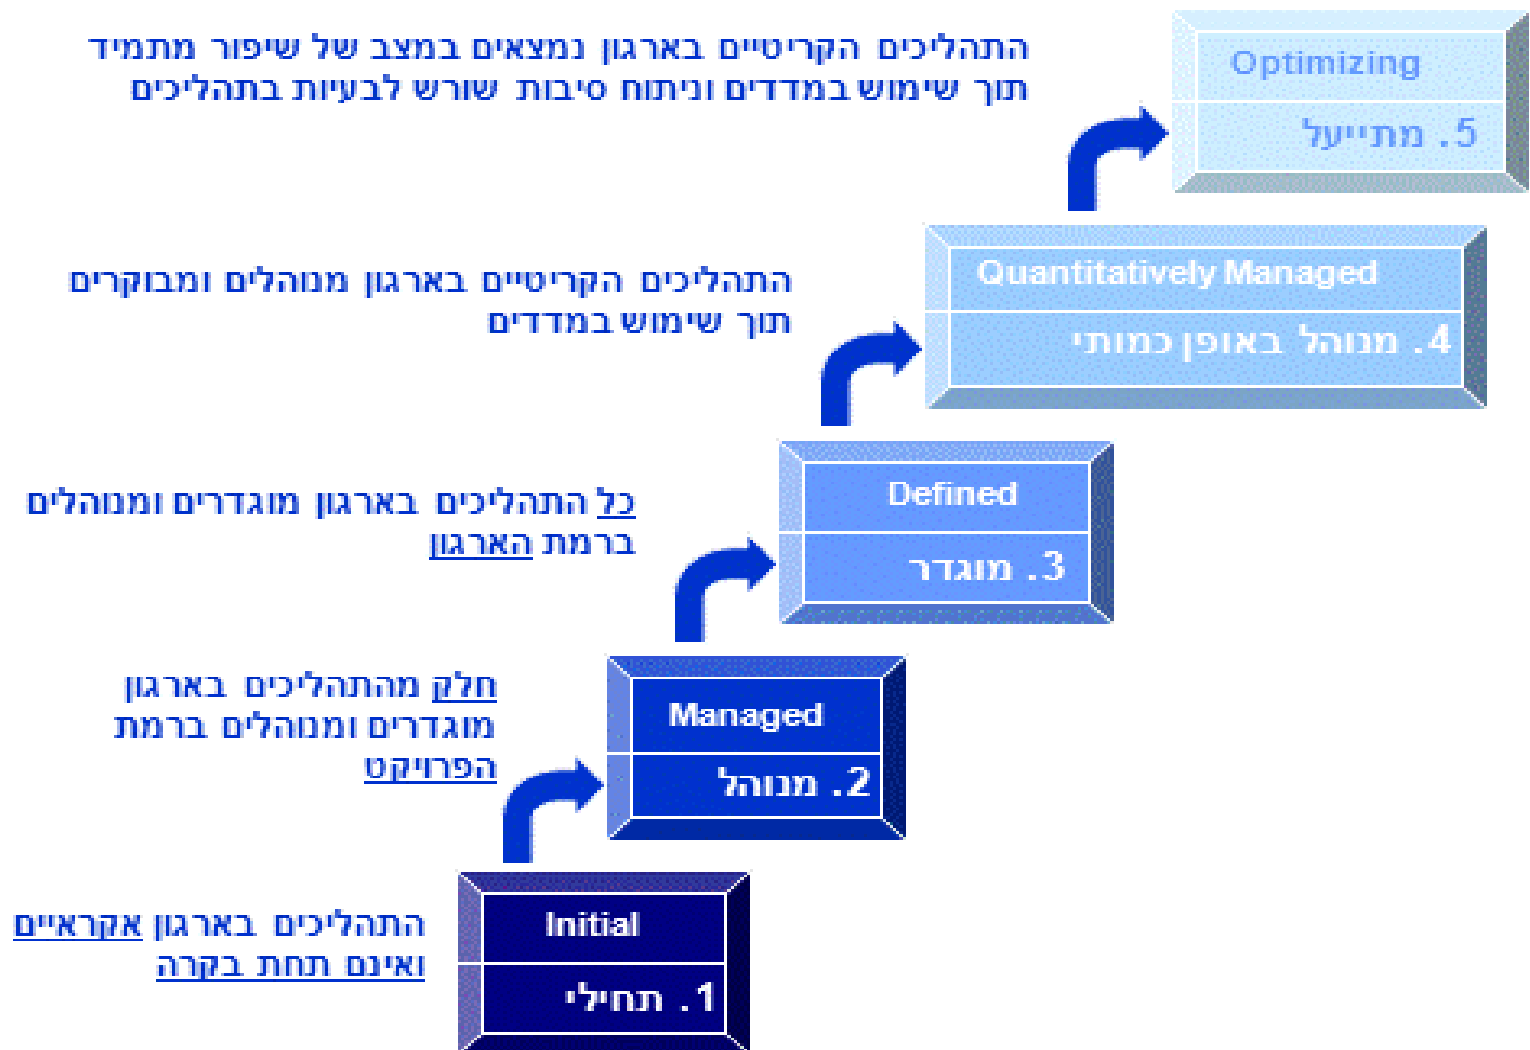 התהליכים הקריטיים בארגון נמצאים במצב של שיפור מתמיד
תוך שימוש במדדים וניתוח סיבות שורש לבעיות בתהליכים
Optimizing
5. מתייעל
התהליכים הקריטיים בארגון מנוהלים ומבוקרים
תוך שימוש במדדים
Quantitatively Managed
4. מנוהל באופן כמותי
כל התהליכים בארגון מוגדרים ומנוהלים
ברמת הארגון
Defined
3. מוגדר
חלק מהתהליכים בארגון
מוגדרים ומנוהלים ברמת
הפרויקט
Managed
2. מנוהל
התהליכים בארגון אקראיים
ואינם תחת בקרה
Initial
1. תחילי